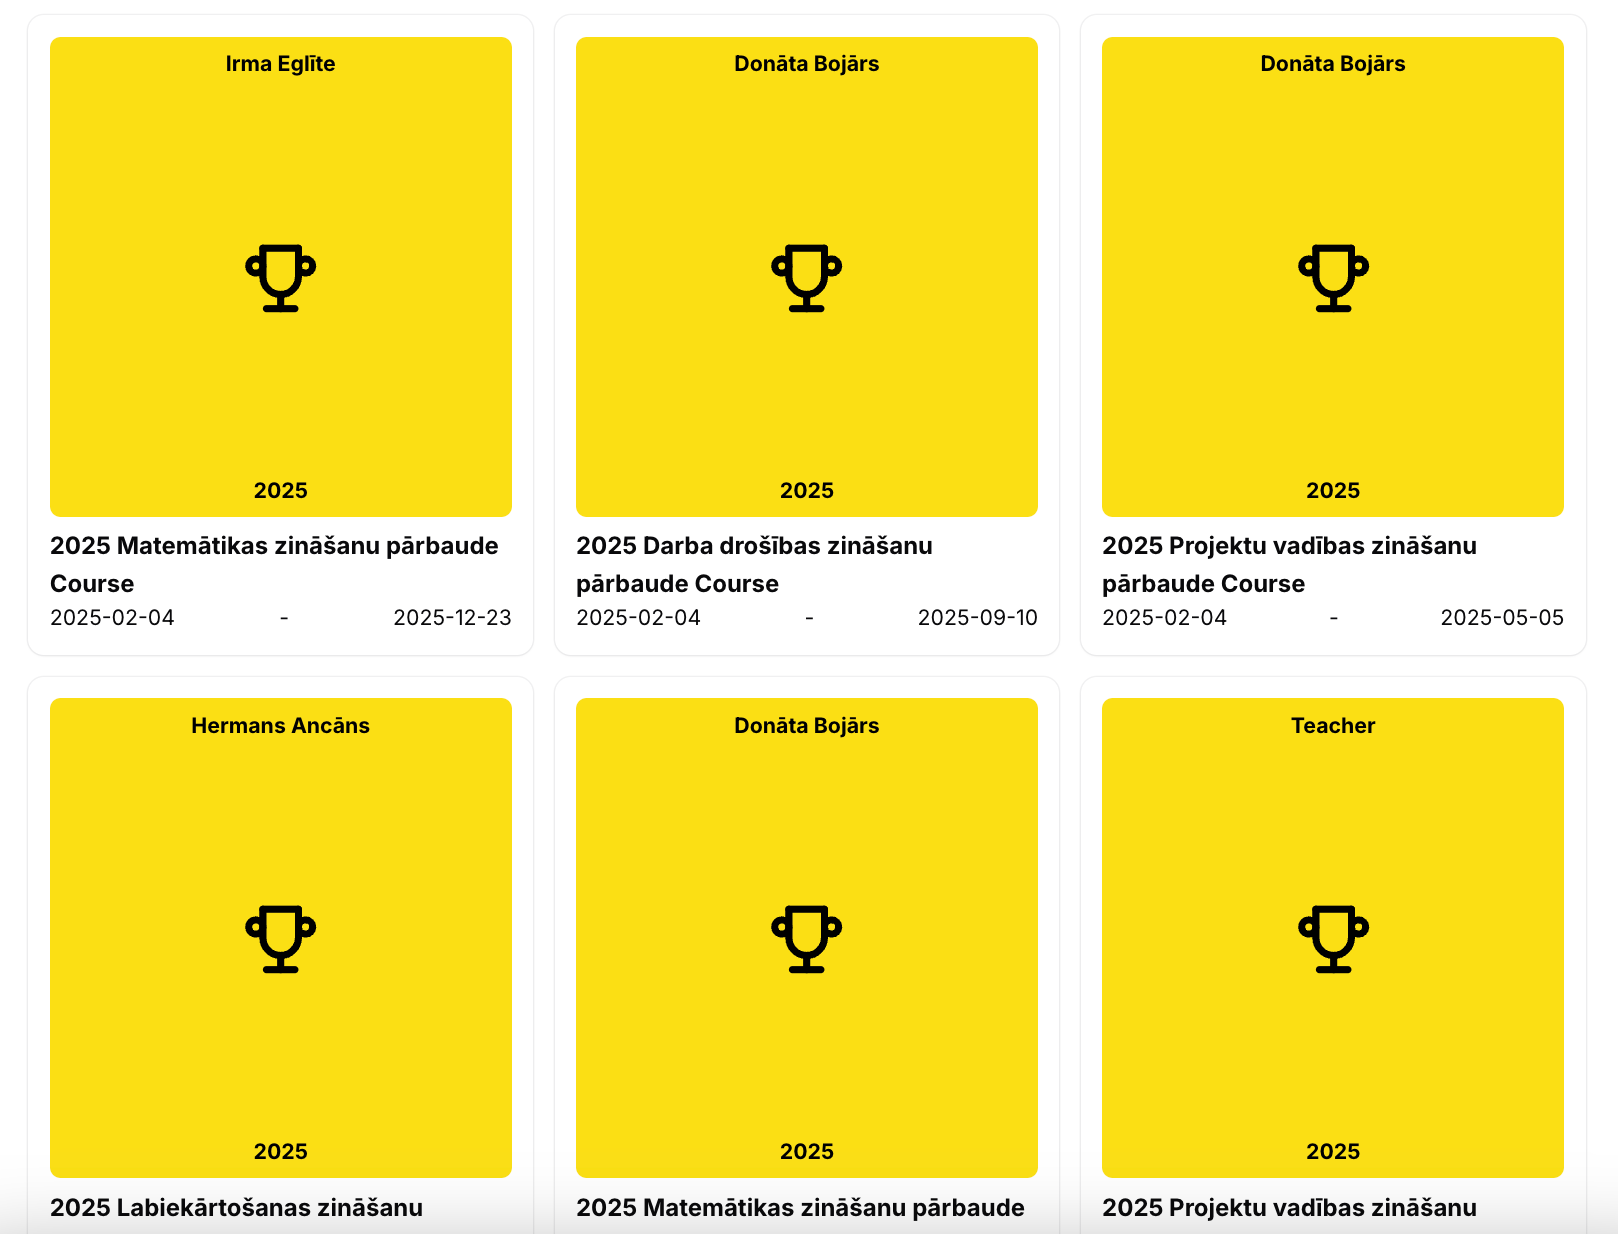 Irma Eglīte
2025
2025 Matemātikas zināšanu pārbaude
Course
2025-02-04 - 2025-12-23
Donāta Bojārs
2025
2025 Darba drošības zināšanu
pārbaude Course
2025-02-04 - 2025-09-10
Donāta Bojārs
2025
2025 Projektu vadības zināšanu
pārbaude Course
2025-02-04 - 2025-05-05
Hermans Ancāns
2025
2025 Labiekārtošanas zināšanu
Donāta Bojārs
2025
2025 Matemātikas zināšanu pārbaude
Teacher
2025
2025 Projektu vadības zināšanu